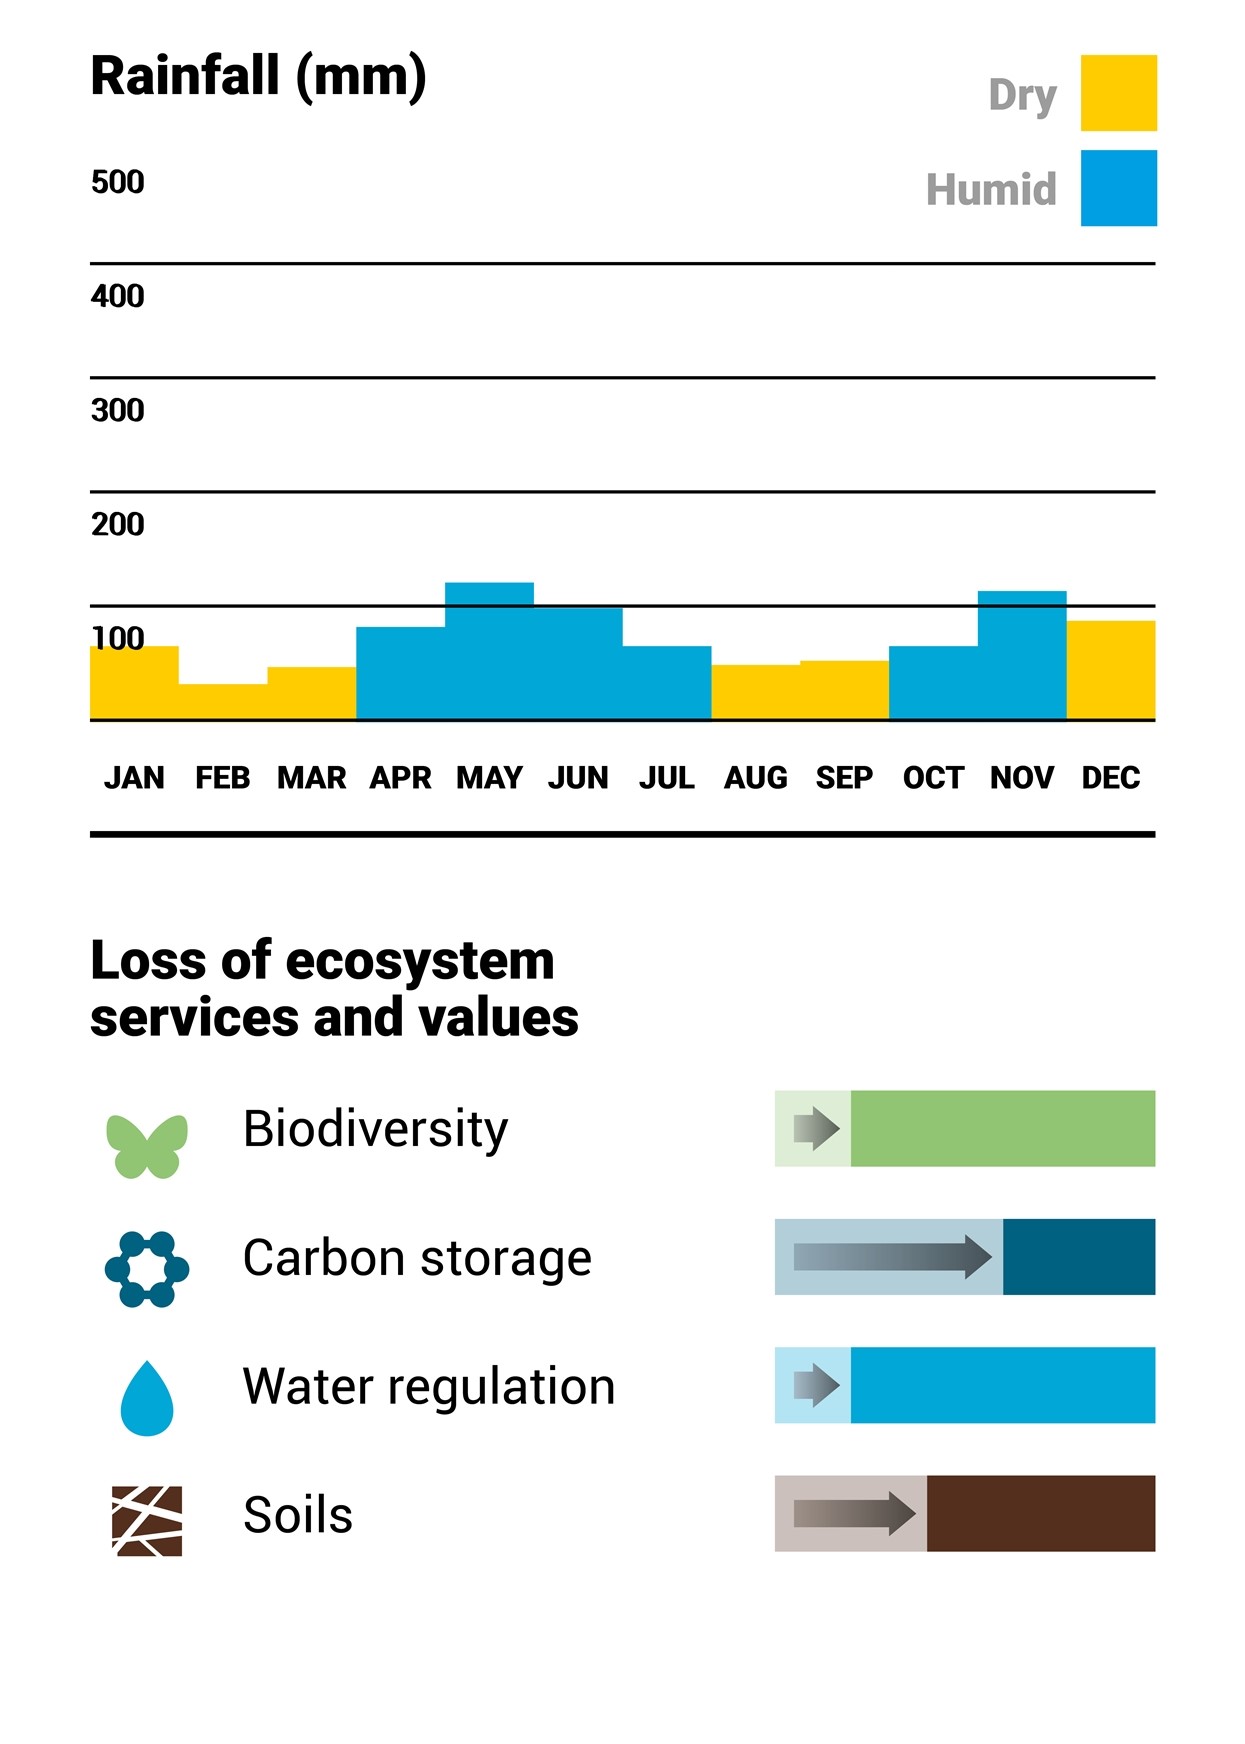 Rainfall (mm)
Dry
Humid
500
400
300
200
100
JAN FEB MAR APR MAY JUN JUL AUG SEP OCT NOV DEC
Loss of ecosystem
services and values
Biodiversity
Carbon storage
Water regulation
Soils